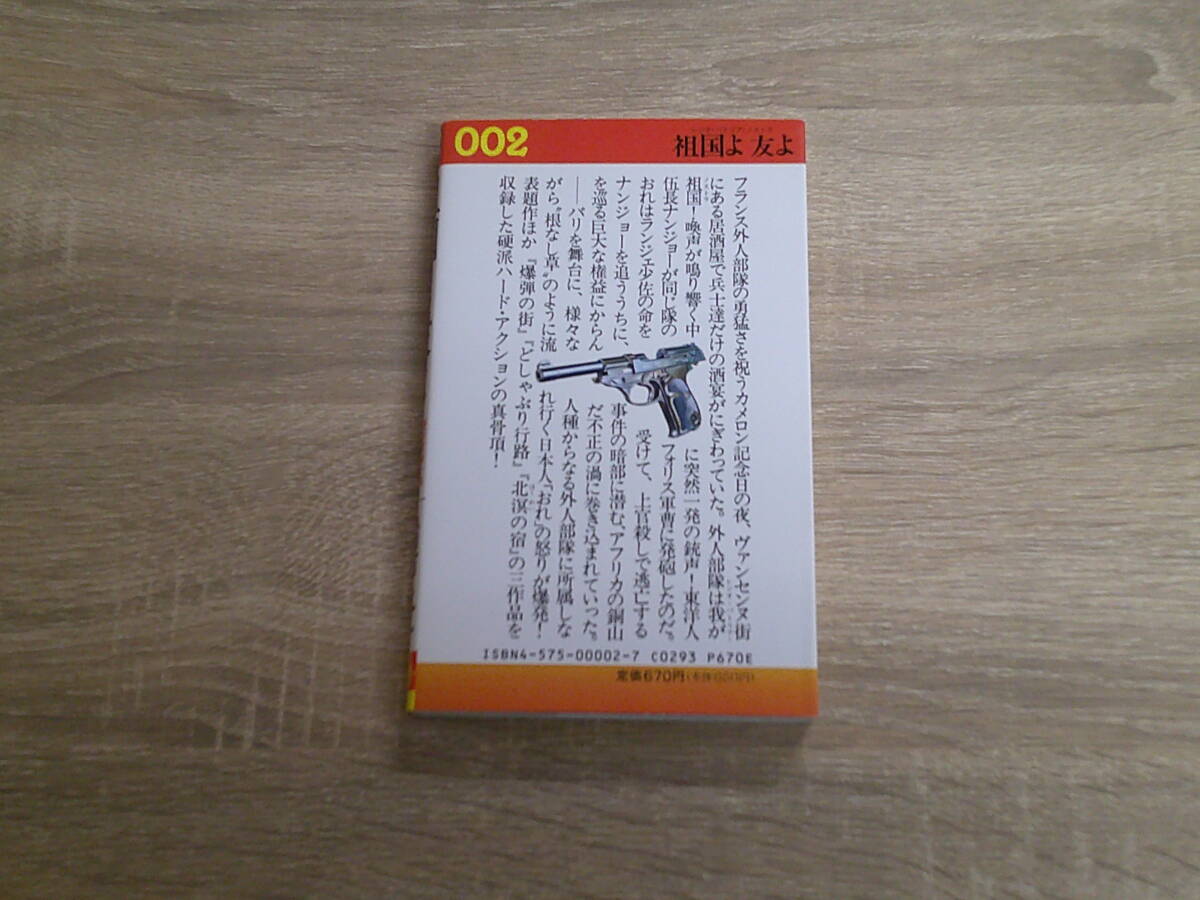 002
祖国よ 友よ
フランス外人部隊の勇猛さを祝うカメロン記念日の夜、ヴァンセンヌ街
にある居酒屋で兵士達だけの酒宴がにぎわっていた。外人部隊は我が
祖国!喚声が鳴り響く中に突然一発の銃声!東洋人
伍長ナンジョーが同じ隊のフォリス軍曹に発砲したのだ。
おれはランジェ少佐の命を受けて、上官殺しで逃亡する
ナンジョーを追ううちに、事件の暗部に潜む、アフリカの銅山
を巡る巨大な権益にからんだ不正の渦に巻き込まれていった。
――パリを舞台に、様々な人種からなる外人部隊に所属しな
がら〝根なし草〟のように流れ行く日本人「おれ」の怒りが爆発!
表題作ほか『爆弾の街』『どしゃぶり行路』『北溟の宿』の三作品を
収録した硬派ハード・アクションの真骨頂!
ISBN4-575-00002-7 C0293 P670E
定価670円(本体650円)